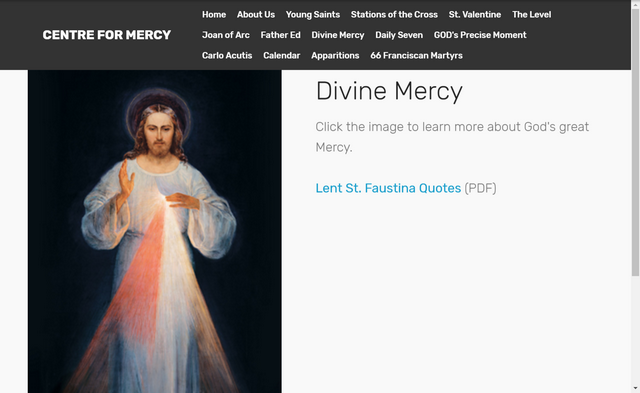 CENTRE FOR MERCY
Home About Us Young Saints Stations of the Cross St. Valentine The Level
Joan of Arc Father Ed Divine Mercy Daily Seven GOD's Precise Moment
Carlo Acutis Calendar Apparitions 66 Franciscan Martyrs
Divine Mercy
Click the image to learn more about God's great
Mercy.
Lent St. Faustina Quotes (PDF)